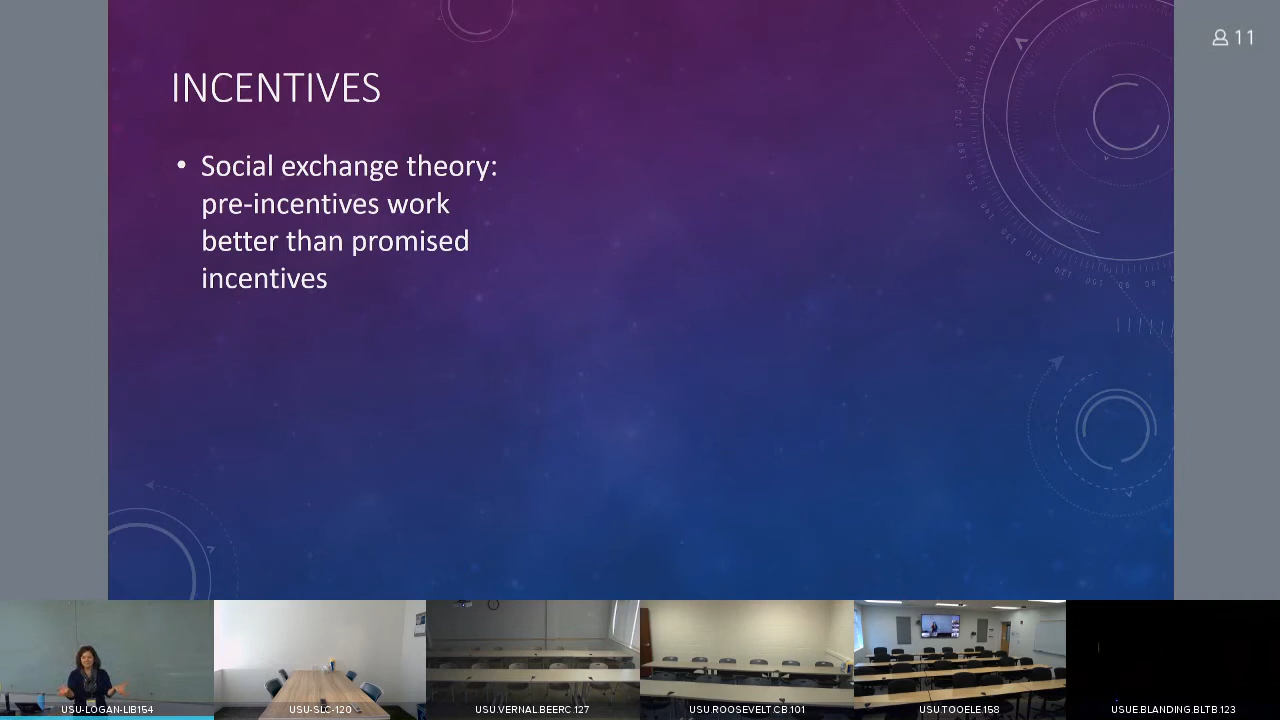 INCENTIVES
11
• Social exchange theory:
pre-incentives work
better than promised
incentives
USU-LOGAN-LIB154
USU-SLC-120
USU.VERNAL.BEERC.127
USU.ROOSEVELT.CB.101
USU.TOOELE.158
USUE.BLANDING.BLTB.123